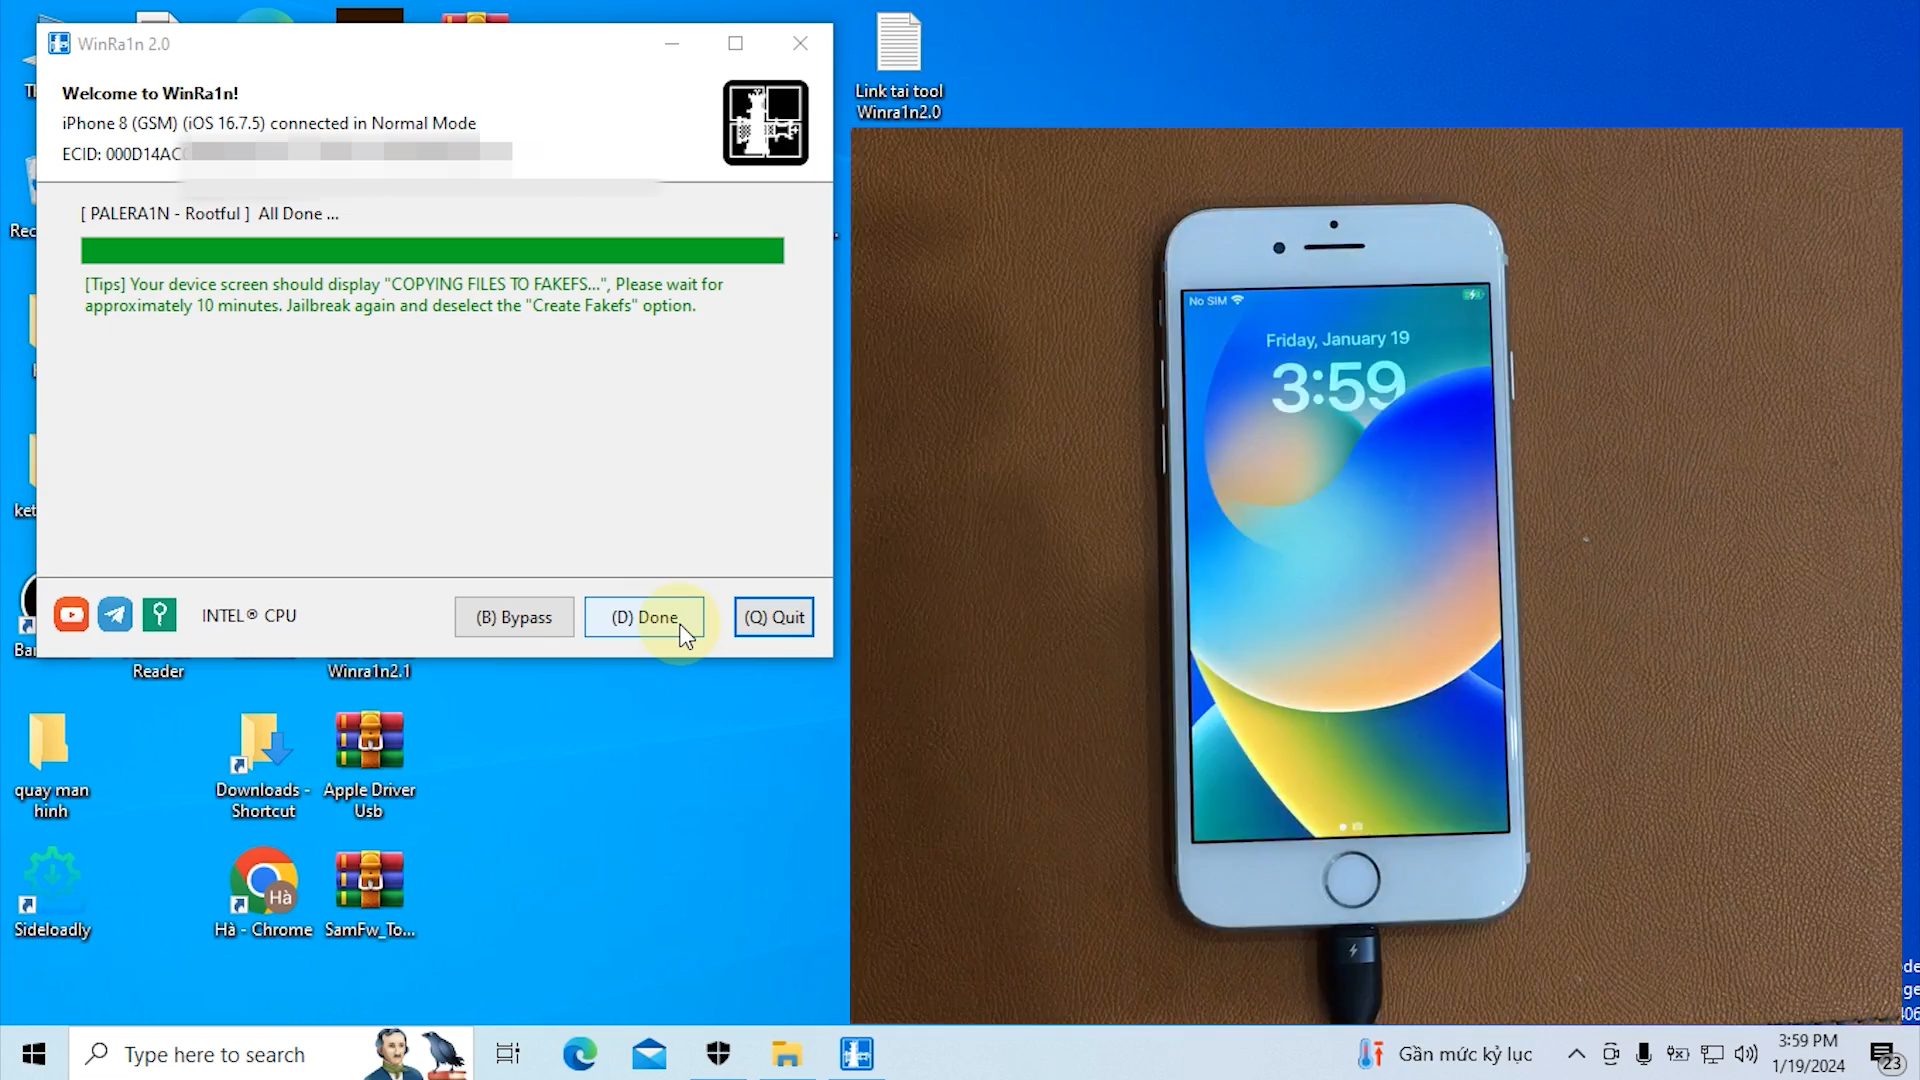 WinRa1n 2.0
Welcome to WinRa1n!
iPhone 8 (GSM) (iOS 16.7.5) connected in Normal Mode
ECID: 000D14AC
[ PALERA1N - Rootful ]  All Done ...
[Tips] Your device screen should display "COPYING FILES TO FAKEFS...", Please wait for
approximately 10 minutes. Jailbreak again and deselect the "Create Fakefs" option.
INTEL® CPU
(B) Bypass
(D) Done
(Q) Quit
Link tai tool
Winra1n2.0
No SIM
Friday, January 19
3:59
Rec
ket
Reader
Winra1n2.1
quay man
hinh
Downloads -
Shortcut
Apple Driver
Usb
Sideloadly
Hà
Hà - Chrome
SamFw_To...
Type here to search
Gần mức kỷ lục
3:59 PM
1/19/2024
23